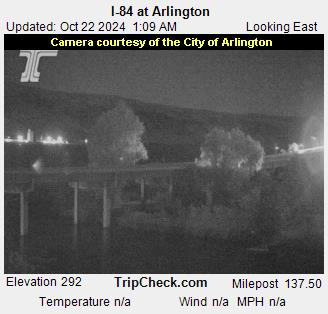 I-84 at Arlington
Updated: Oct 22 2024 1:09 AM Looking East
Camera courtesy of the City of Arlington
Elevation 292 TripCheck.com Milepost 137.50
Temperature n/a Wind n/a MPH n/a